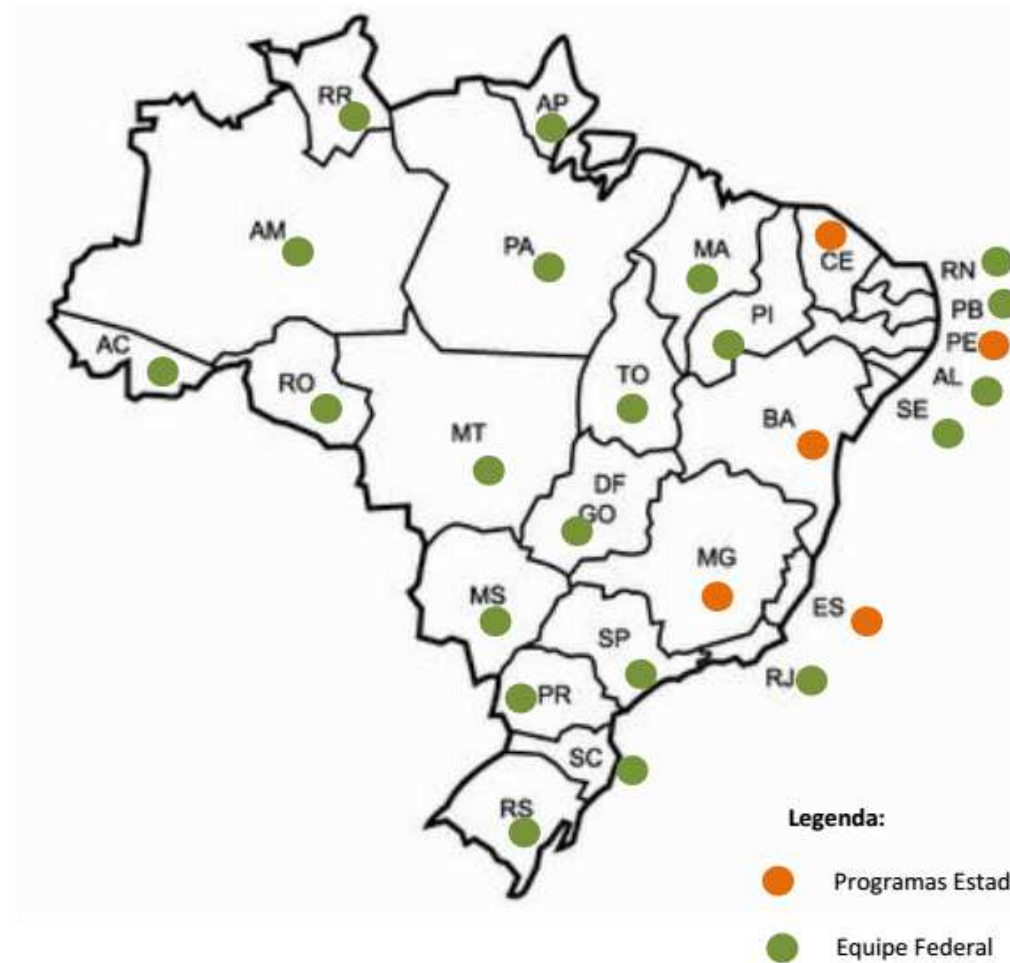 RR
AP
AM
PA
MA
CE
RN
PI
PB
PE
AC
AL
RO
TO
SE
BA
MT
DF
GO
MG
MS
ES
SP
RJ
PR
SC
RS
Legenda:
Programas Estad
Equipe Federal